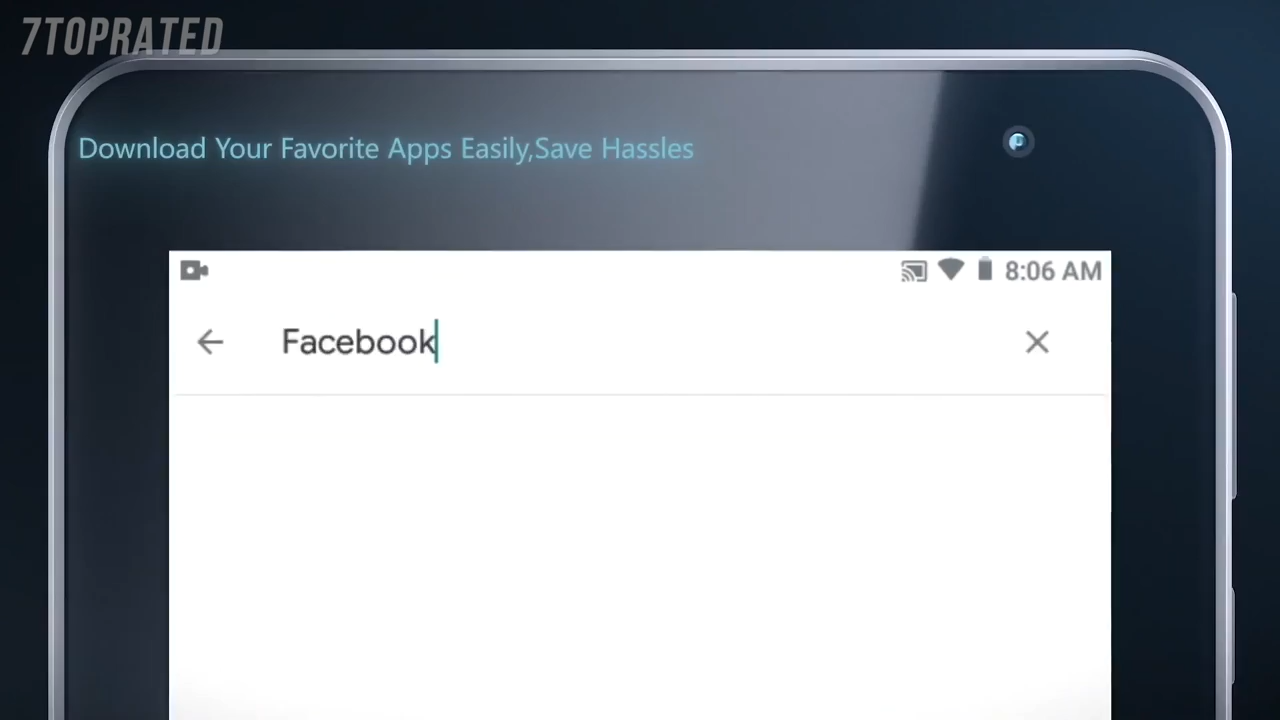 7TOPRATED
Download Your Favorite Apps Easily,Save Hassles
8:06 AM
Facebook